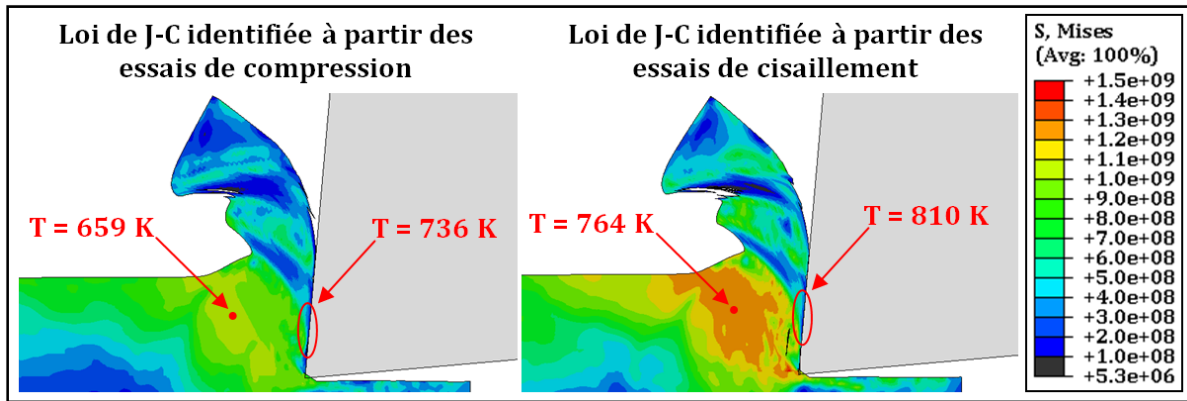 Loi de J-C identifiée à partir des
essais de compression
T = 659 K
T = 736 K
Loi de J-C identifiée à partir des
essais de cisaillement
T = 764 K
T = 810 K
S, Mises
(Avg: 100%)
+1.5e+09
+1.4e+09
+1.3e+09
+1.2e+09
+1.1e+09
+1.0e+09
+9.0e+08
+8.0e+08
+7.0e+08
+6.0e+08
+5.0e+08
+4.0e+08
+3.0e+08
+2.0e+08
+1.0e+08
+5.3e+06